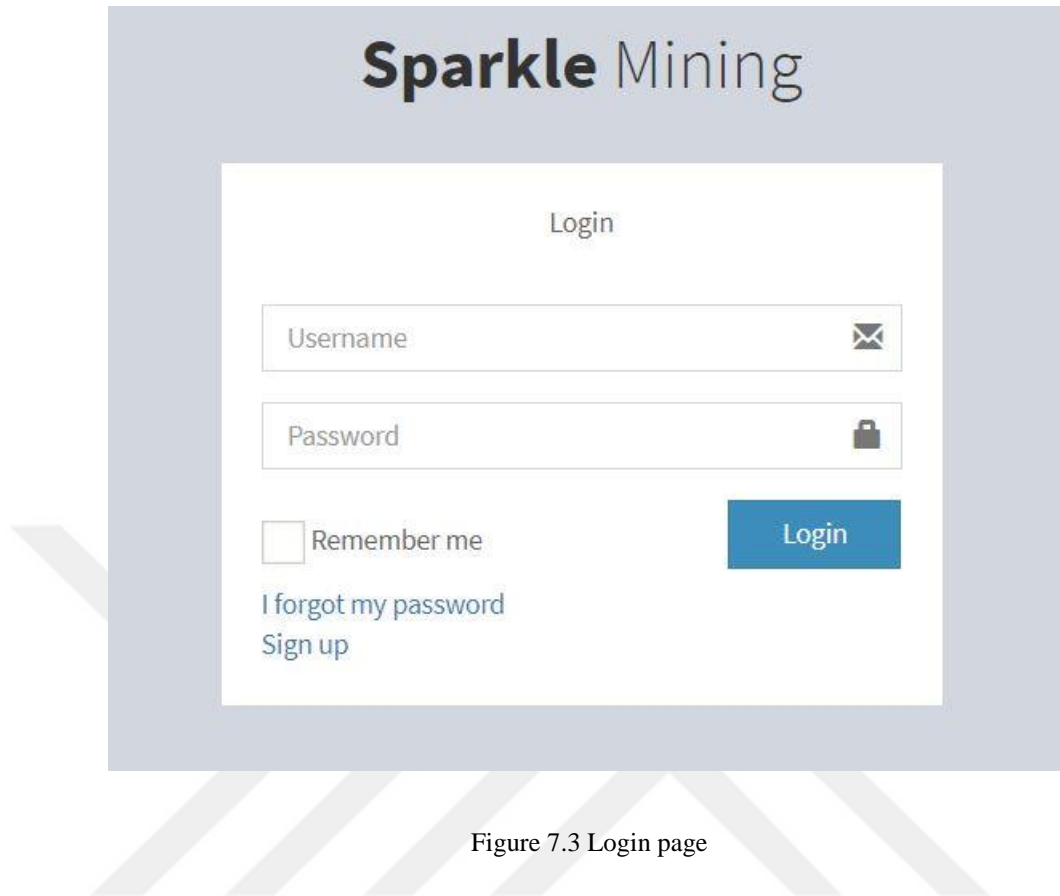 Sparkle Mining
Login
Username
Password
Remember me
Login
I forgot my password
Sign up
Figure 7.3 Login page